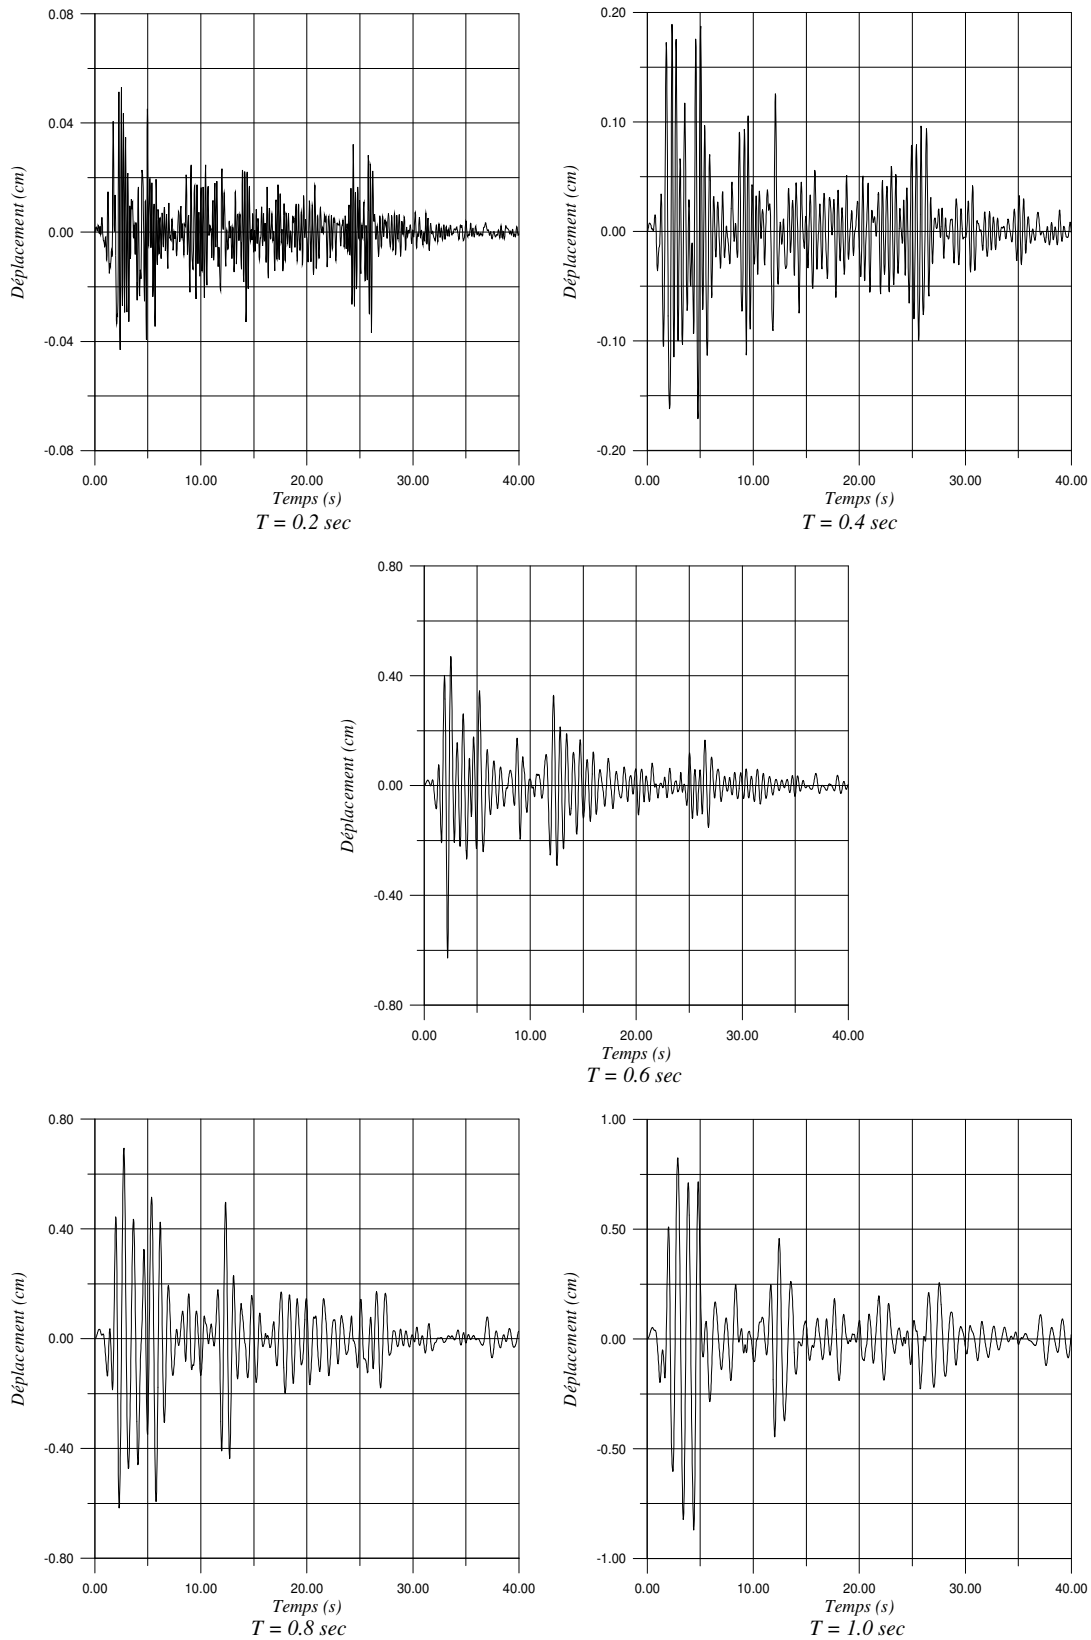 0.08
0.04
0.00
-0.04
-0.08
Déplacement (cm)
0.00 10.00 20.00 30.00 40.00
Temps (s)
T = 0.2 sec
0.20
0.10
0.00
-0.10
-0.20
Déplacement (cm)
0.00 10.00 20.00 30.00 40.00
Temps (s)
T = 0.4 sec
0.80
0.40
0.00
-0.40
-0.80
Déplacement (cm)
0.00 10.00 20.00 30.00 40.00
Temps (s)
T = 0.6 sec
0.80
0.40
0.00
-0.40
-0.80
Déplacement (cm)
0.00 10.00 20.00 30.00 40.00
Temps (s)
T = 0.8 sec
1.00
0.50
0.00
-0.50
-1.00
Déplacement (cm)
0.00 10.00 20.00 30.00 40.00
Temps (s)
T = 1.0 sec